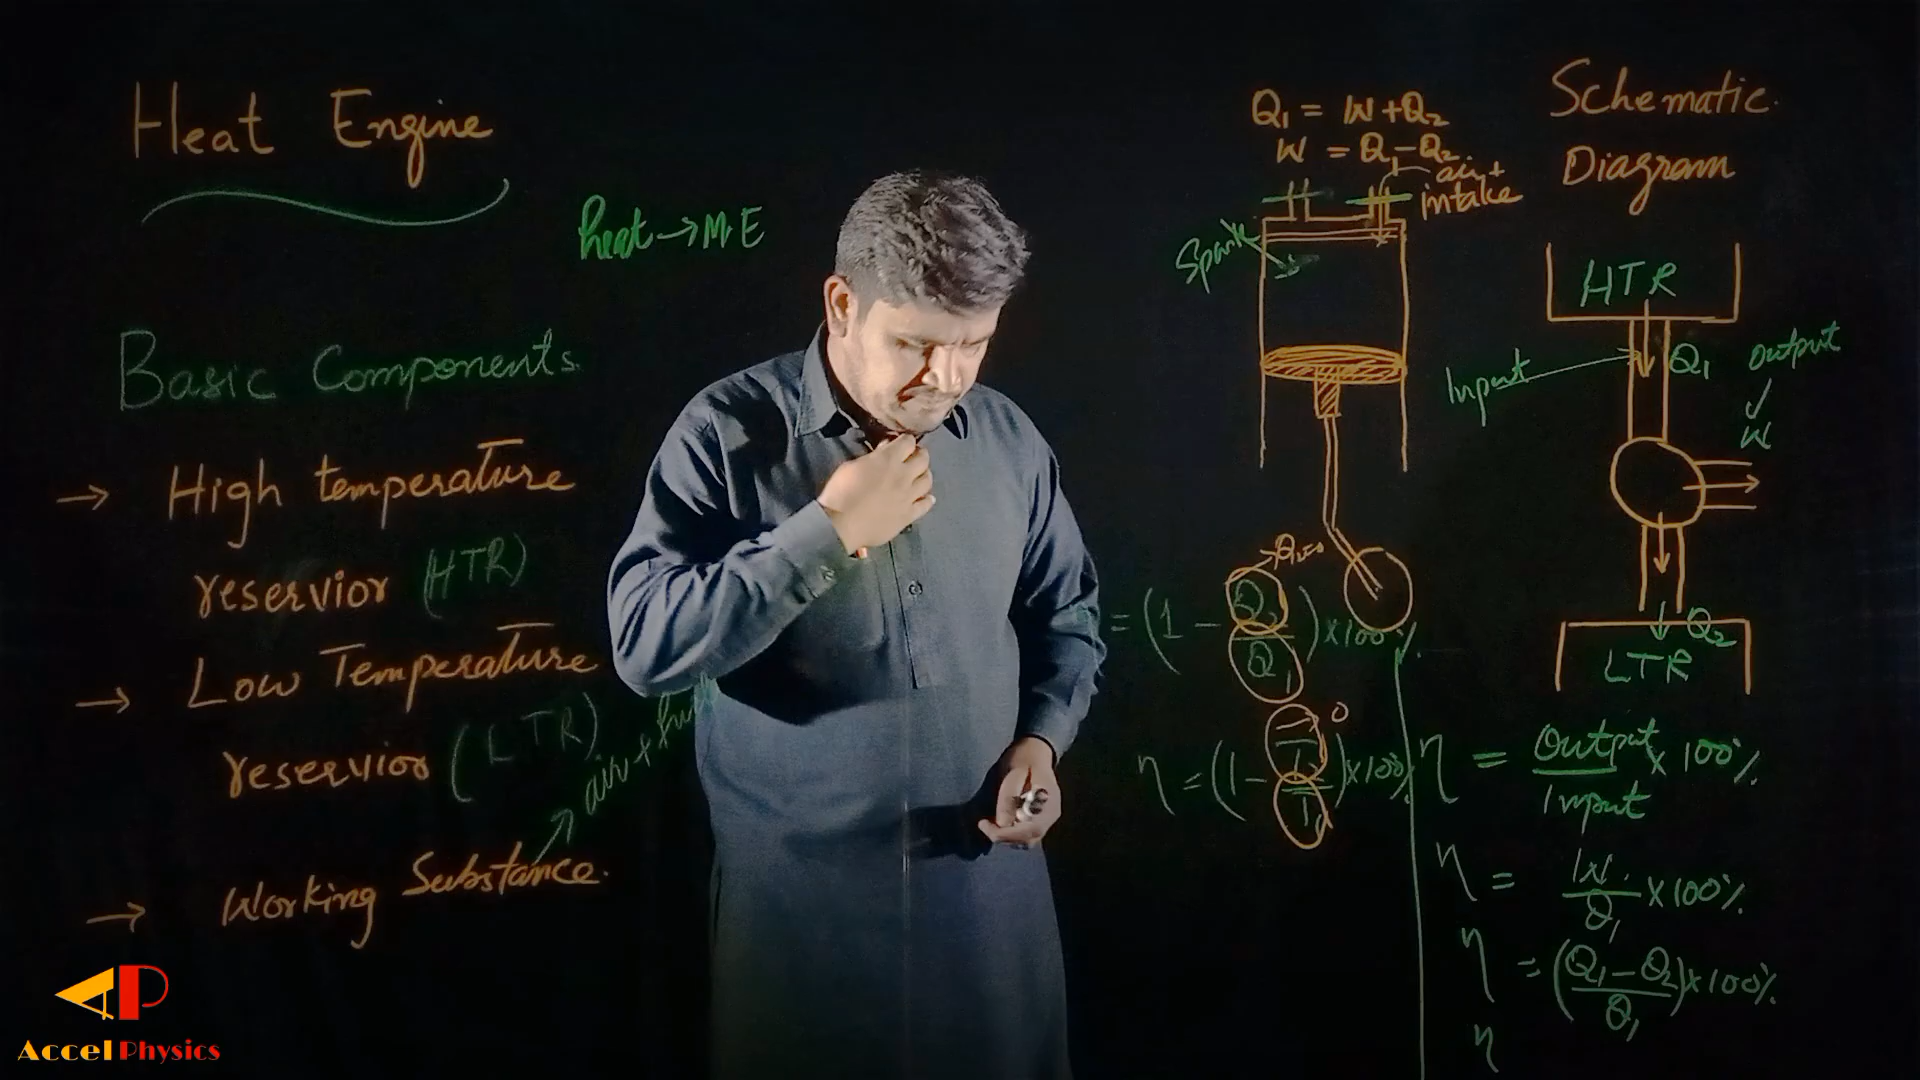 Heat Engine
heat → M.E
Basic Components.
→ High temperature
reservior (HTR)
→ Low Temperature
reservior (LTR)
air +
→ Working Substance.
Q₁ = W + Q₂
W = Q₁ - Q₂
air +
intake
Spark
= (1 - Q₂/Q₁) × 100%
η = (1 - T₂/T₁) × 100%
0
Schematic
Diagram
HTR
Input
Q₁
output
W
Q₂
LTR
η = Output/Input × 100%
η = W/Q₁ × 100%
η = (Q₁ - Q₂/Q₁) × 100%
η
AP
Accel Physics